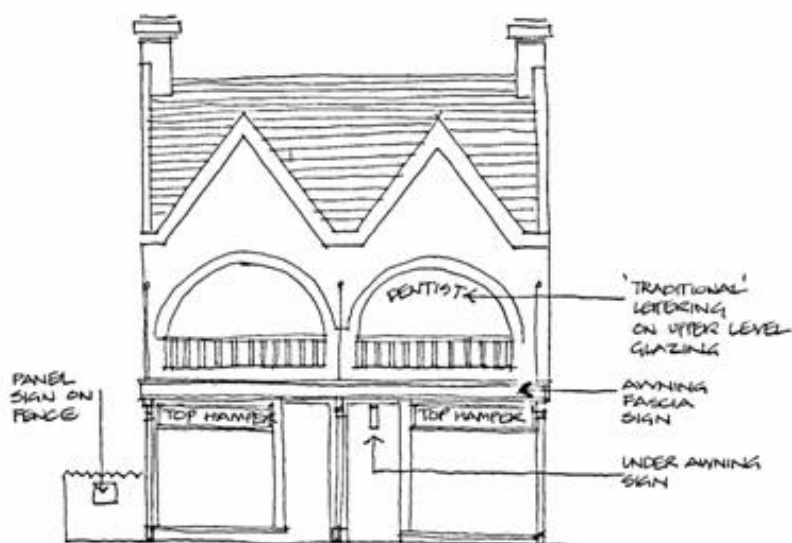 DENTIST
'TRADITIONAL'
LETTERING
ON UPPER LEVEL
GLAZING
PANEL
SIGN ON
FENCE
AWNING
FASCIA
SIGN
TOP HAMPER
TOP HAMPER
UNDER AWNING
SIGN